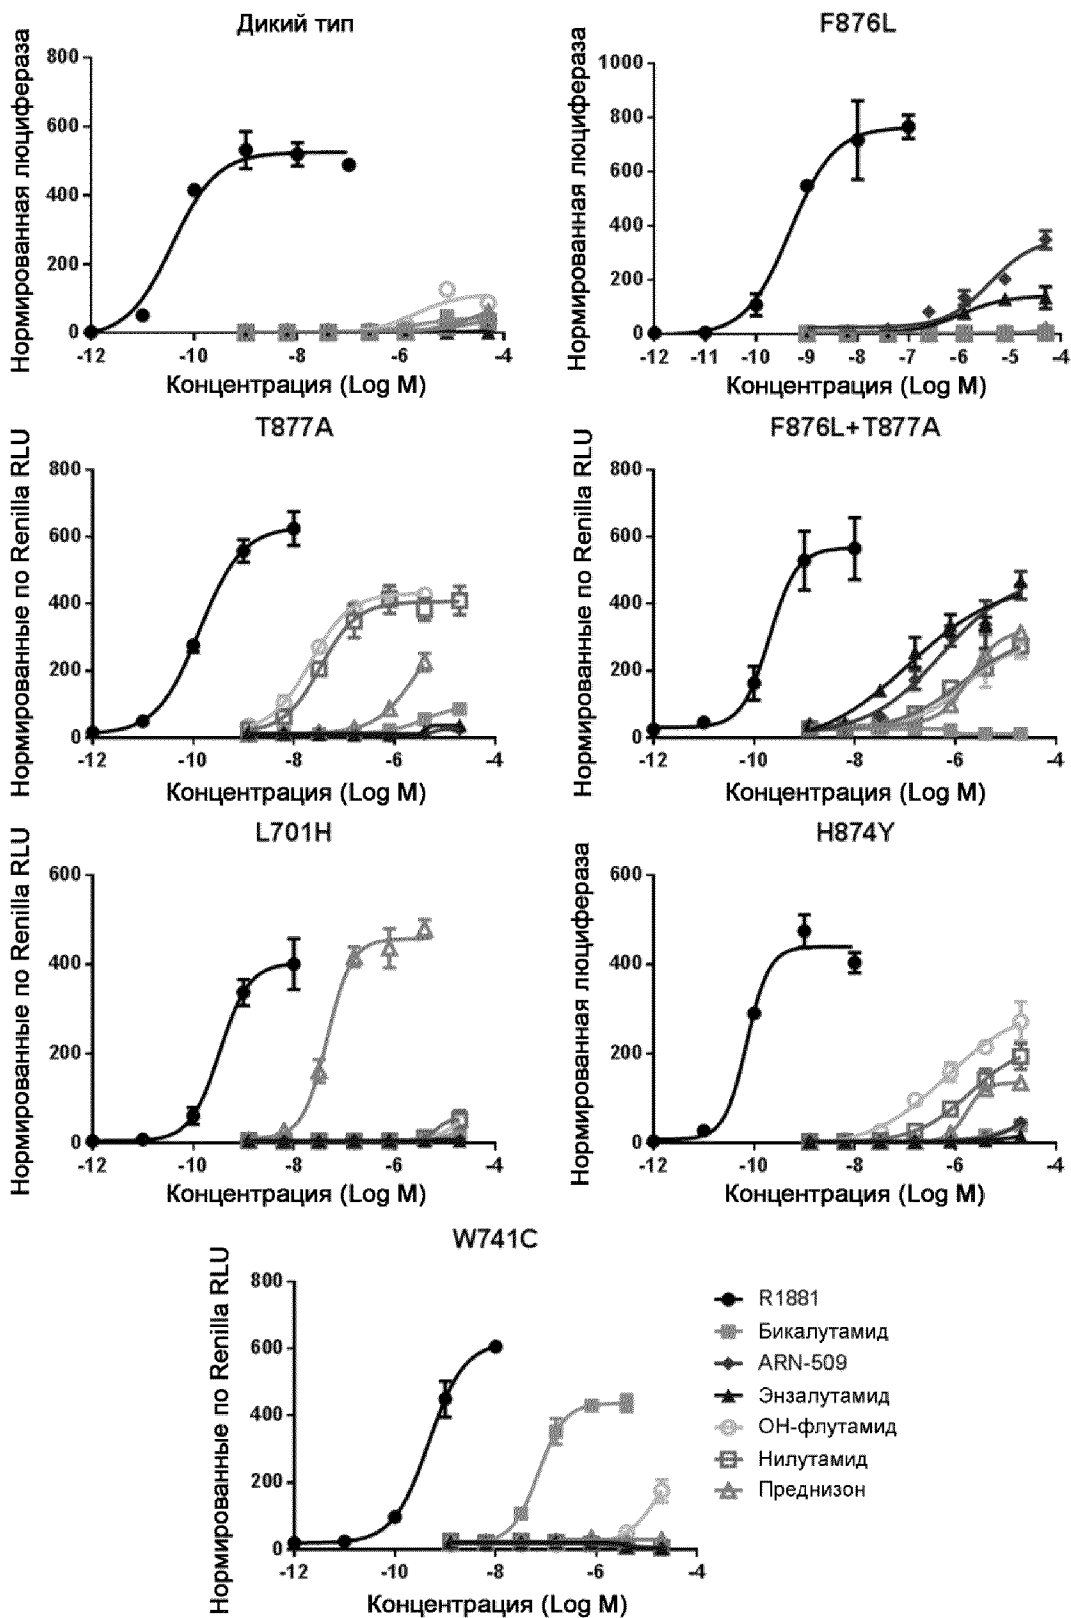 Дикий тип
Нормированная люцифераза
800
600
400
200
0
-12 -10 -8 -6 -4
Концентрация (Log M)
F876L
Нормированная люцифераза
1000
800
600
400
200
0
-12 -11 -10 -9 -8 -7 -6 -5 -4
Концентрация (Log M)
T877A
Нормированные по Renilla RLU
800
600
400
200
0
-12 -10 -8 -6 -4
Концентрация (Log M)
F876L+T877A
Нормированные по Renilla RLU
800
600
400
200
0
-12 -10 -8 -6 -4
Концентрация (Log M)
L701H
Нормированные по Renilla RLU
600
400
200
0
-12 -10 -8 -6 -4
Концентрация (Log M)
H874Y
Нормированная люцифераза
600
400
200
0
-12 -10 -8 -6 -4
Концентрация (Log M)
W741C
Нормированные по Renilla RLU
800
600
400
200
0
-12 -10 -8 -6 -4
Концентрация (Log M)
R1881
Бикалутамид
ARN-509
Энзалутамид
ОН-флутамид
Нилутамид
Преднизон